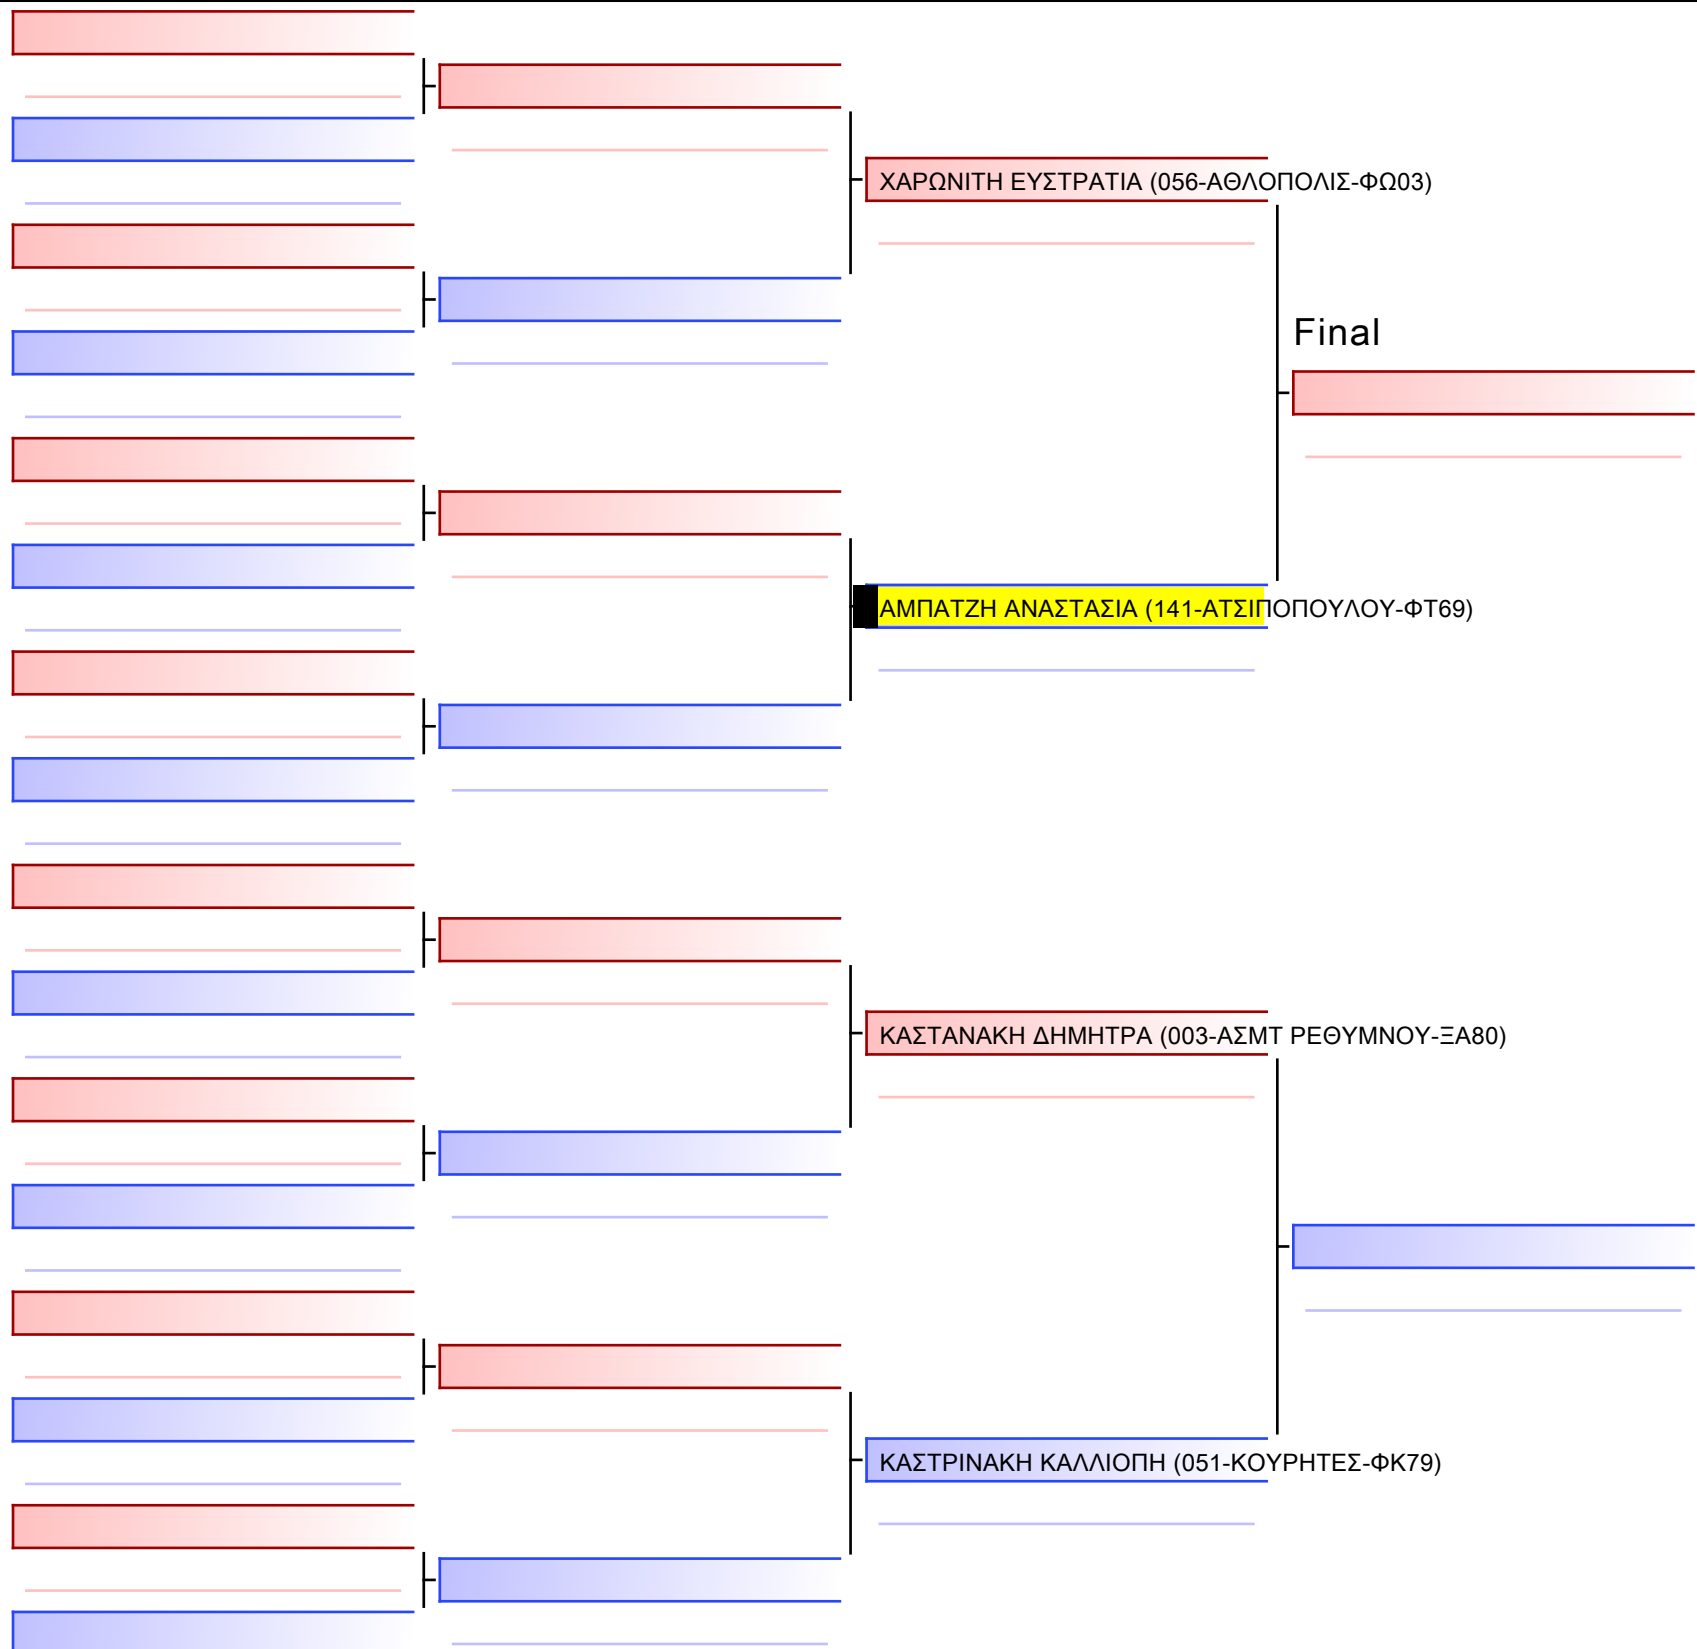 ΧΑΡΩΝΙΤΗ ΕΥΣΤΡΑΤΙΑ (056-ΑΘΛΟΠΟΛΙΣ-ΦΩ03)
Final
ΑΜΠΑΤΖΗ ΑΝΑΣΤΑΣΙΑ (141-ΑΤΣΙΠΟΠΟΥΛΟΥ-ΦΤ69)
ΚΑΣΤΑΝΑΚΗ ΔΗΜΗΤΡΑ (003-ΑΣΜΤ ΡΕΘΥΜΝΟΥ-ΞΑ80)
ΚΑΣΤΡΙΝΑΚΗ ΚΑΛΛΙΟΠΗ (051-ΚΟΥΡΗΤΕΣ-ΦΚ79)